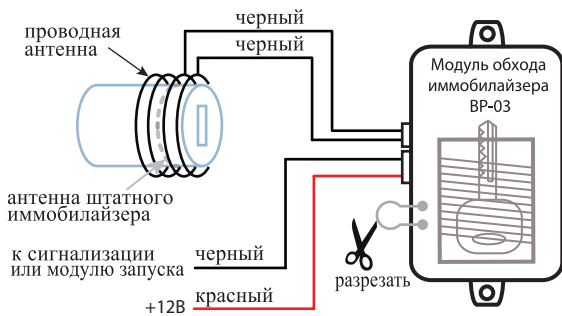 черный
проводная
антенна
черный
Модуль обхода
иммобилайзера
BP-03
антенна штатного
иммобилайзера
к сигнализации
или модулю запуска
черный
разрезать
+12В
красный